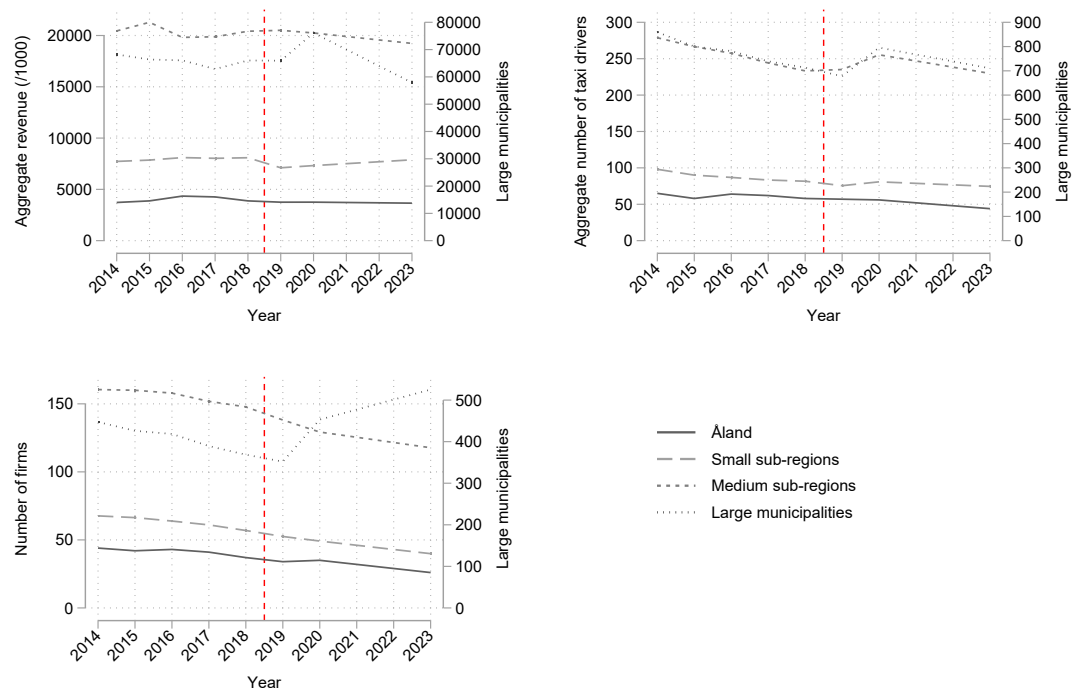 Aggregate revenue (/1000)
20000
15000
10000
5000
0
80000
70000
60000
50000
40000
30000
20000
10000
0
Large municipalities
2014 2015 2016 2017 2018 2019 2020 2021 2022 2023
Year
Aggregate number of taxi drivers
300
250
200
150
100
50
0
900
800
700
600
500
400
300
200
100
0
Large municipalities
2014 2015 2016 2017 2018 2019 2020 2021 2022 2023
Year
Number of firms
150
100
50
0
500
400
300
200
100
0
Large municipalities
2014 2015 2016 2017 2018 2019 2020 2021 2022 2023
Year
Åland
Small sub-regions
Medium sub-regions
Large municipalities